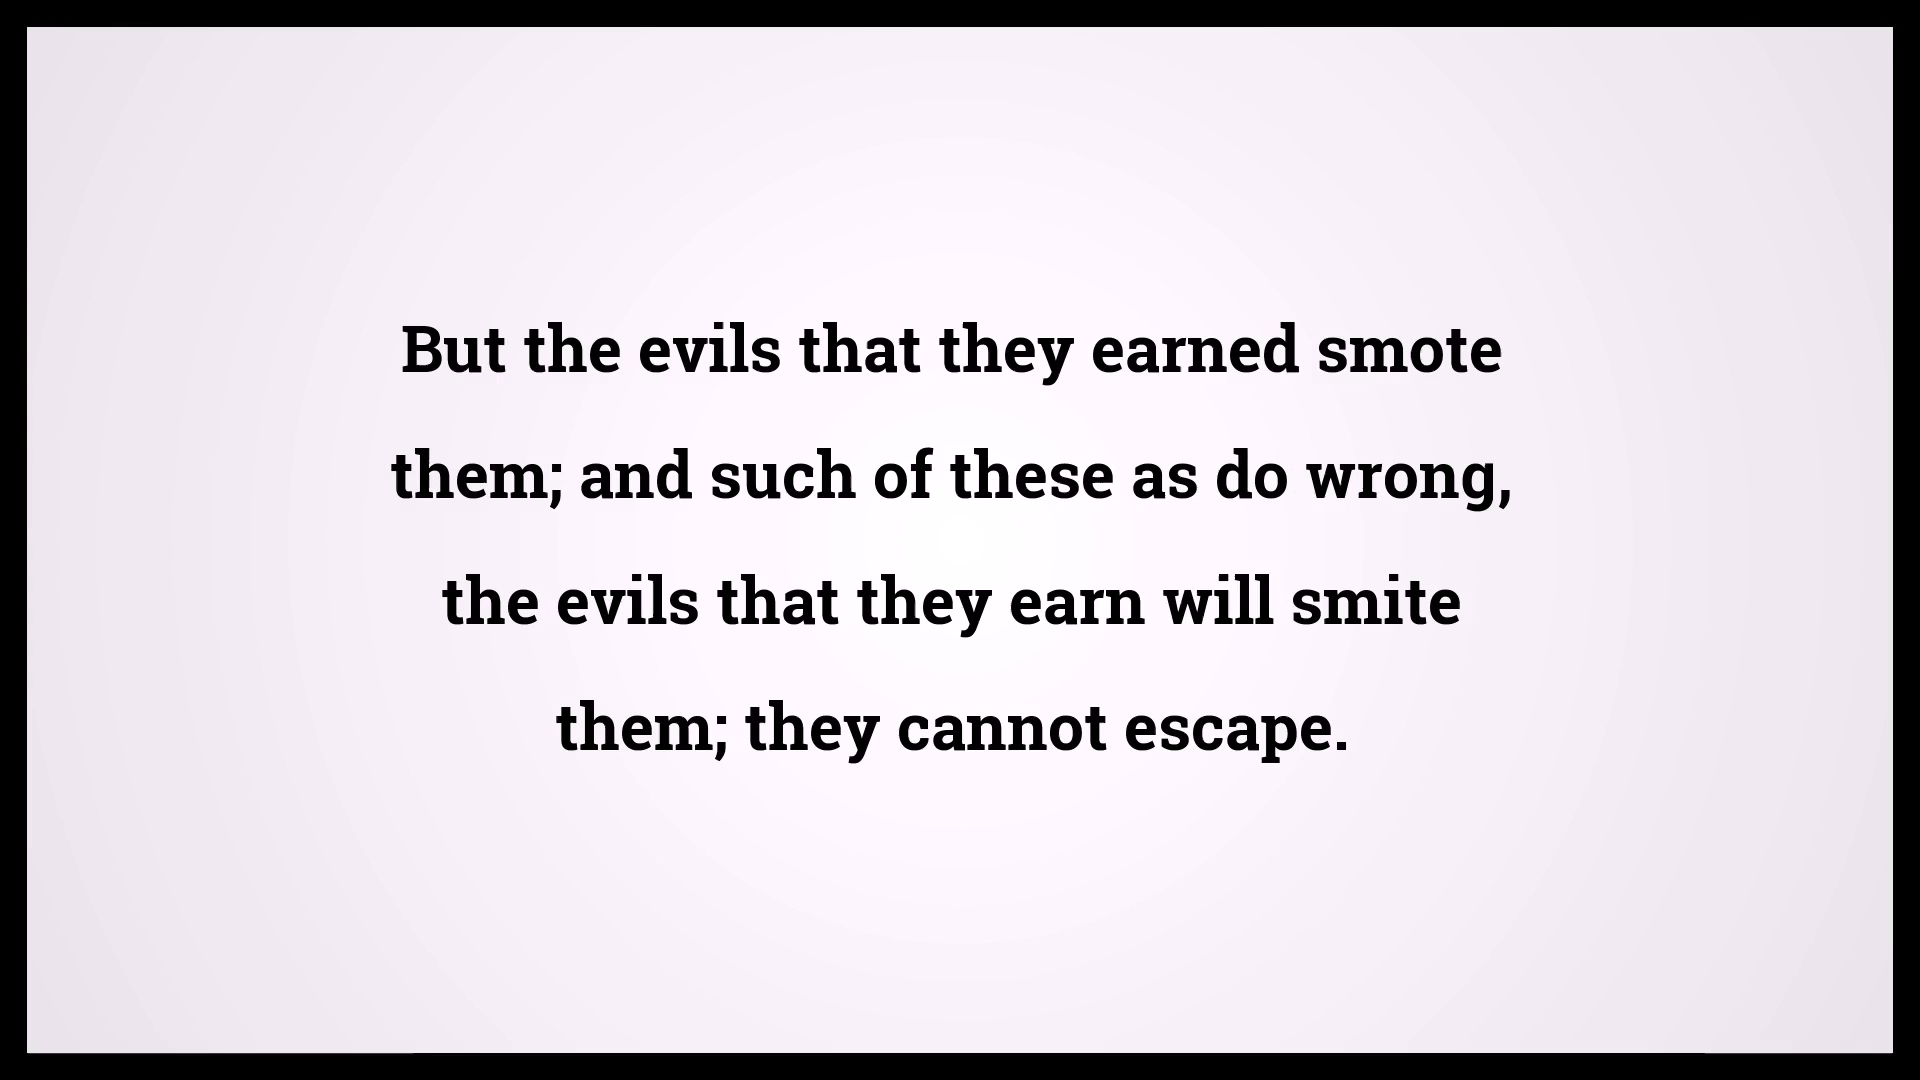 But the evils that they earned smote
them; and such of these as do wrong,
the evils that they earn will smite
them; they cannot escape.